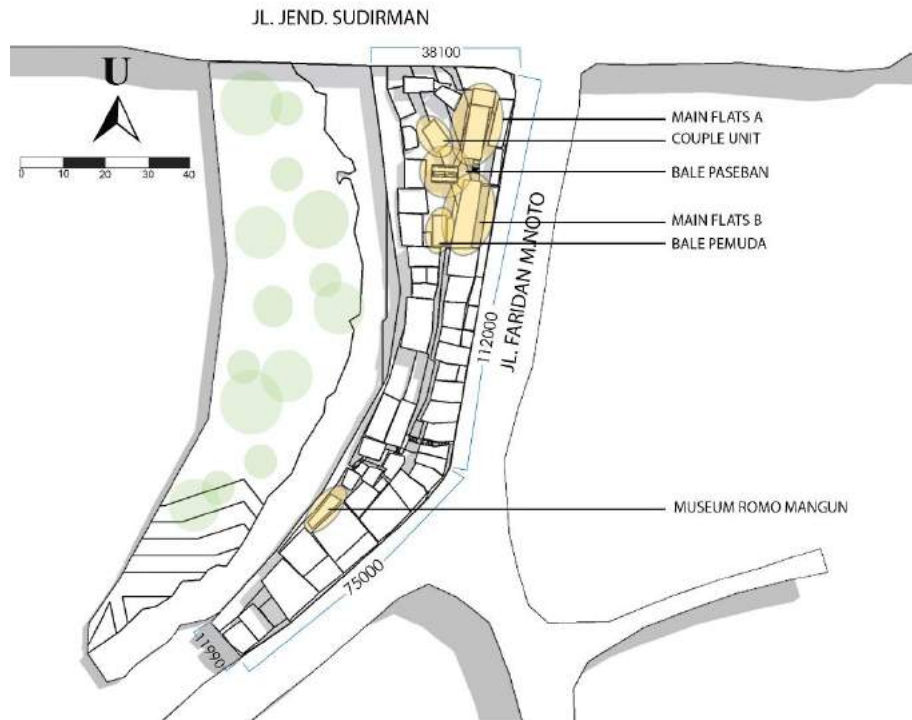 JL. JEND. SUDIRMAN
38100
U
0 10 20 30 40
MAIN FLATS A
COUPLE UNIT
BALE PASEBAN
MAIN FLATS B
BALE PEMUDA
JL. FARIDAN M.NOTO
112000
MUSEUM ROMO MANGUN
75000
11990